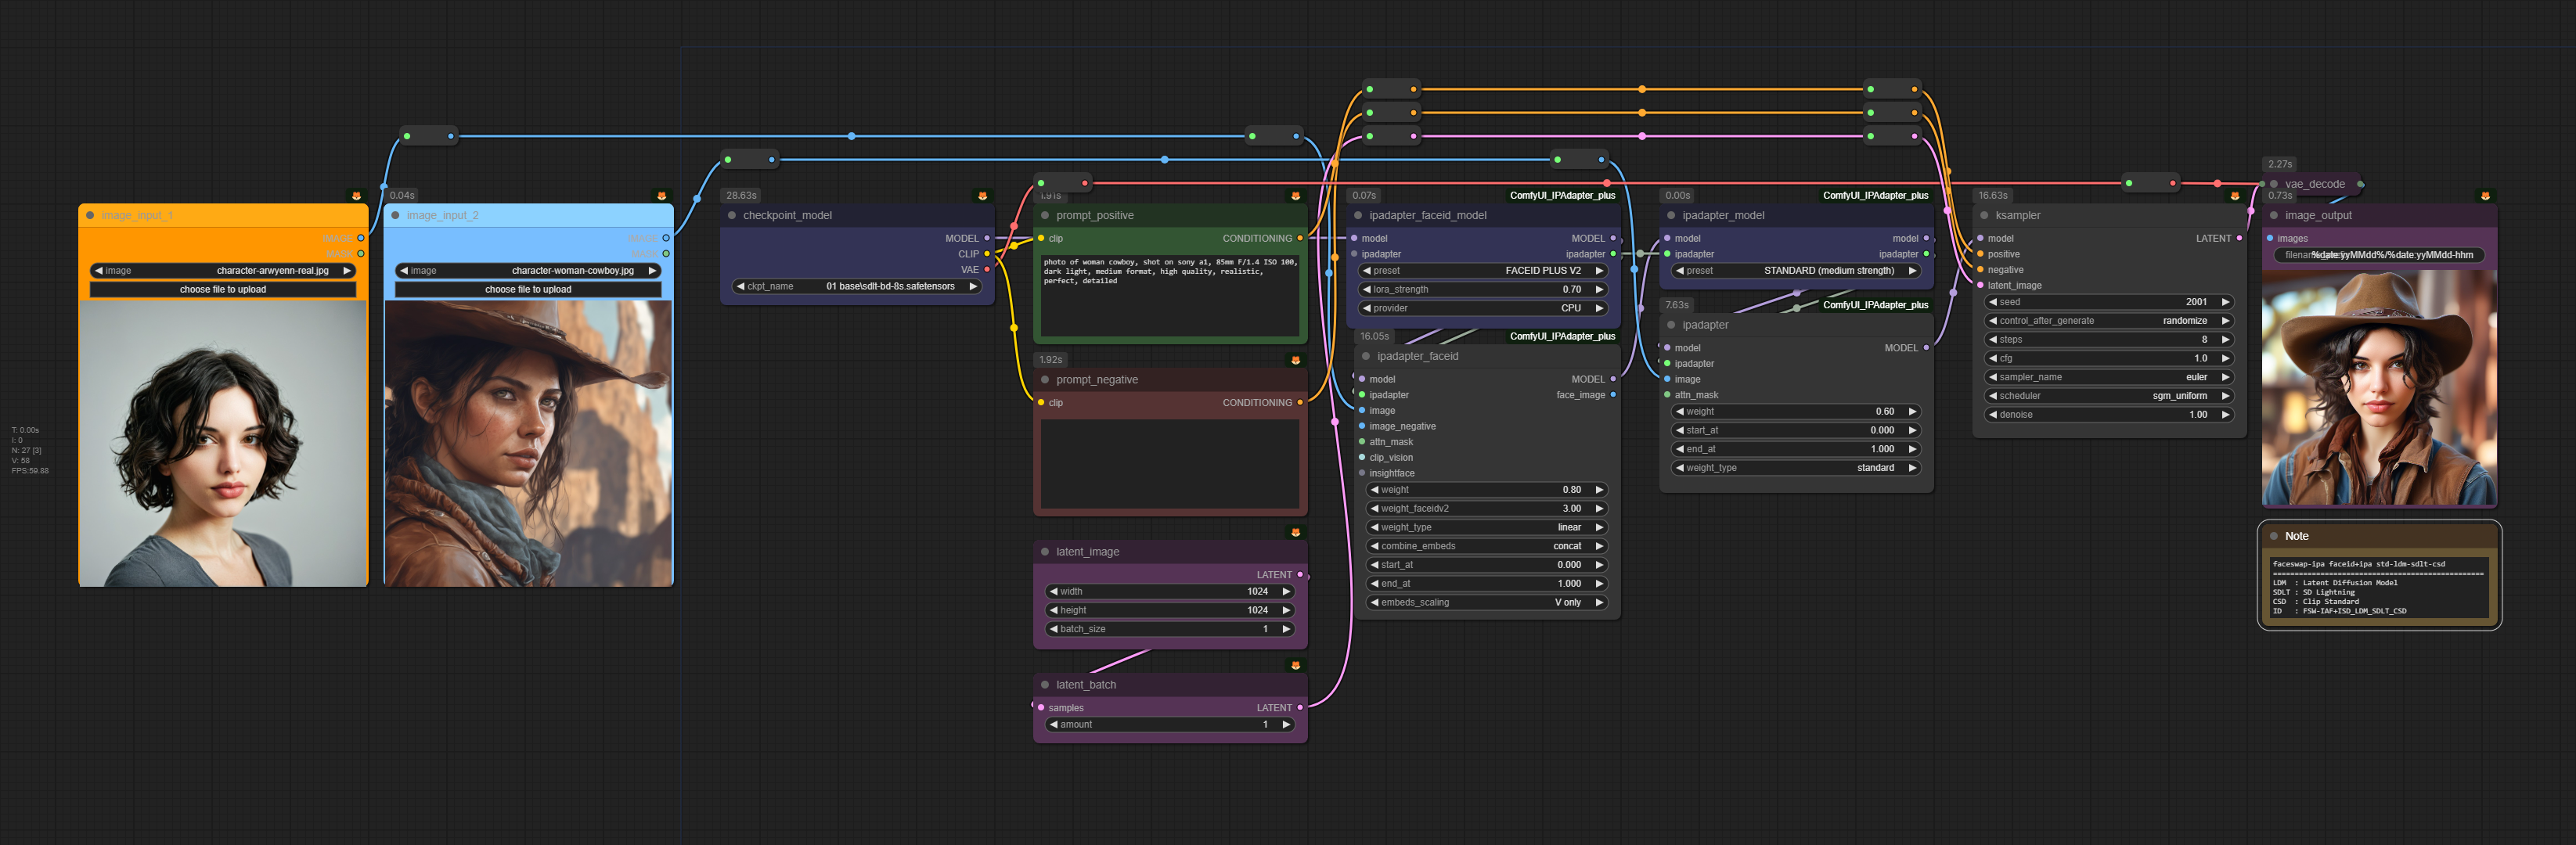 T: 0.00s
I: 0
N: 27 [3]
V: 58
FPS:59.88
image_input_1
IMAGE
MASK
image
character-arwyenn-real.jpg
choose file to upload
0.04s
image_input_2
IMAGE
MASK
image
character-woman-cowboy.jpg
choose file to upload
28.63s
checkpoint_model
MODEL
CLIP
VAE
ckpt_name
01 base\sdlt-bd-8s.safetensors
1.91s
prompt_positive
clip
CONDITIONING
photo of woman cowboy, shot on sony a1, 85mm F/1.4 ISO 100,
dark light, medium format, high quality, realistic,
perfect, detailed
1.92s
prompt_negative
clip
CONDITIONING
latent_image
LATENT
width
1024
height
1024
batch_size
1
latent_batch
samples
LATENT
amount
1
0.07s
ComfyUI_IPAdapter_plus
ipadapter_faceid_model
model
MODEL
ipadapter
ipadapter
preset
FACEID PLUS V2
lora_strength
0.70
provider
CPU
16.05s
ComfyUI_IPAdapter_plus
ipadapter_faceid
model
MODEL
ipadapter
face_image
image
image_negative
attn_mask
clip_vision
insightface
weight
0.80
weight_faceidv2
3.00
weight_type
linear
combine_embeds
concat
start_at
0.000
end_at
1.000
embeds_scaling
V only
0.00s
ComfyUI_IPAdapter_plus
ipadapter_model
model
model
ipadapter
ipadapter
preset
STANDARD (medium strength)
7.63s
ComfyUI_IPAdapter_plus
ipadapter
model
MODEL
ipadapter
image
attn_mask
weight
0.60
start_at
0.000
end_at
1.000
weight_type
standard
16.63s
ksampler
model
LATENT
positive
negative
latent_image
seed
2001
control_after_generate
randomize
steps
8
cfg
1.0
sampler_name
euler
scheduler
sgm_uniform
denoise
1.00
2.27s
vae_decode
0.73s
image_output
images
%date:yyMMdd%/%date:yyMMdd-hhm
Note
faceswap-ipa faceid+ipa std-ldm-sdlt-csd
==================================================
LDM : Latent Diffusion Model
SDLT : SD Lightning
CSD : Clip Standard
ID : FSW-IAF+ISD_LDM_SDLT_CSD